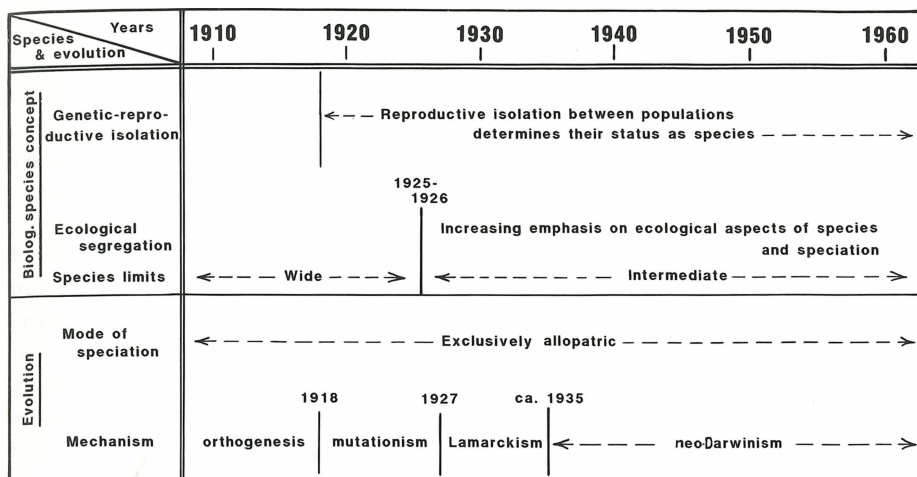 Years
Species
& evolution
1910 1920 1930 1940 1950 1960
Biolog. species concept
Genetic-repro-
ductive isolation
Reproductive isolation between populations
determines their status as species
1925-
1926
Ecological
segregation
Increasing emphasis on ecological aspects of species
and speciation
Species limits
Wide
Intermediate
Evolution
Mode of
speciation
Exclusively allopatric
1918 1927 ca. 1935
Mechanism
orthogenesis mutationism Lamarckism neo-Darwinism